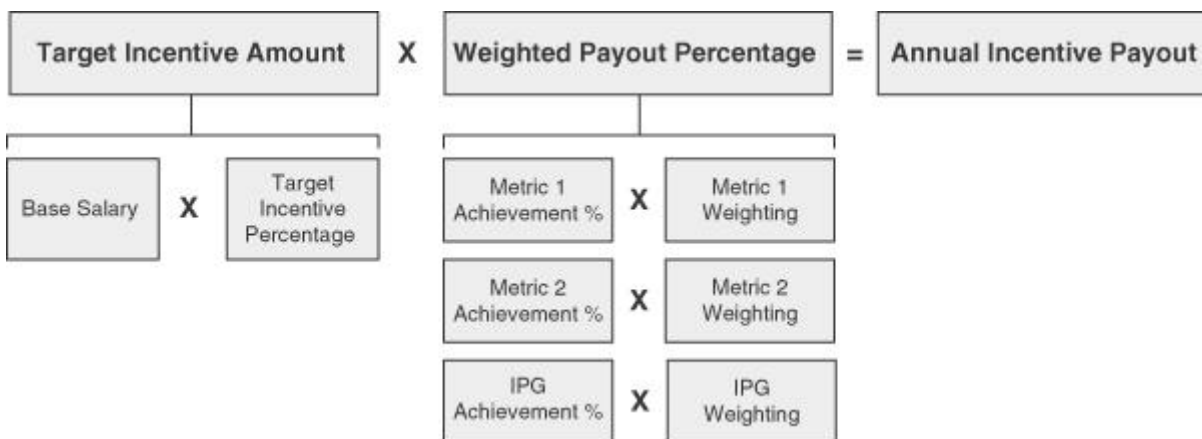 Target Incentive Amount X Weighted Payout Percentage = Annual Incentive Payout
Base Salary X Target
Incentive
Percentage
Metric 1
Achievement % X Metric 1
Weighting
Metric 2
Achievement % X Metric 2
Weighting
IPG
Achievement % X IPG
Weighting